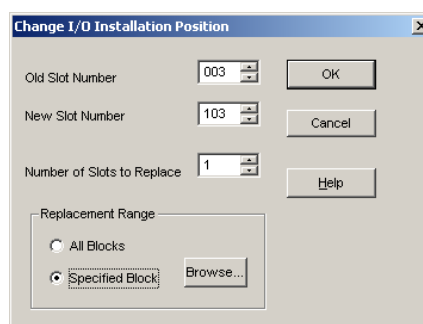 Change I/O Installation Position
Old Slot Number 003 OK
New Slot Number 103 Cancel
Number of Slots to Replace 1 Help
Replacement Range
All Blocks
Specified Block Browse...